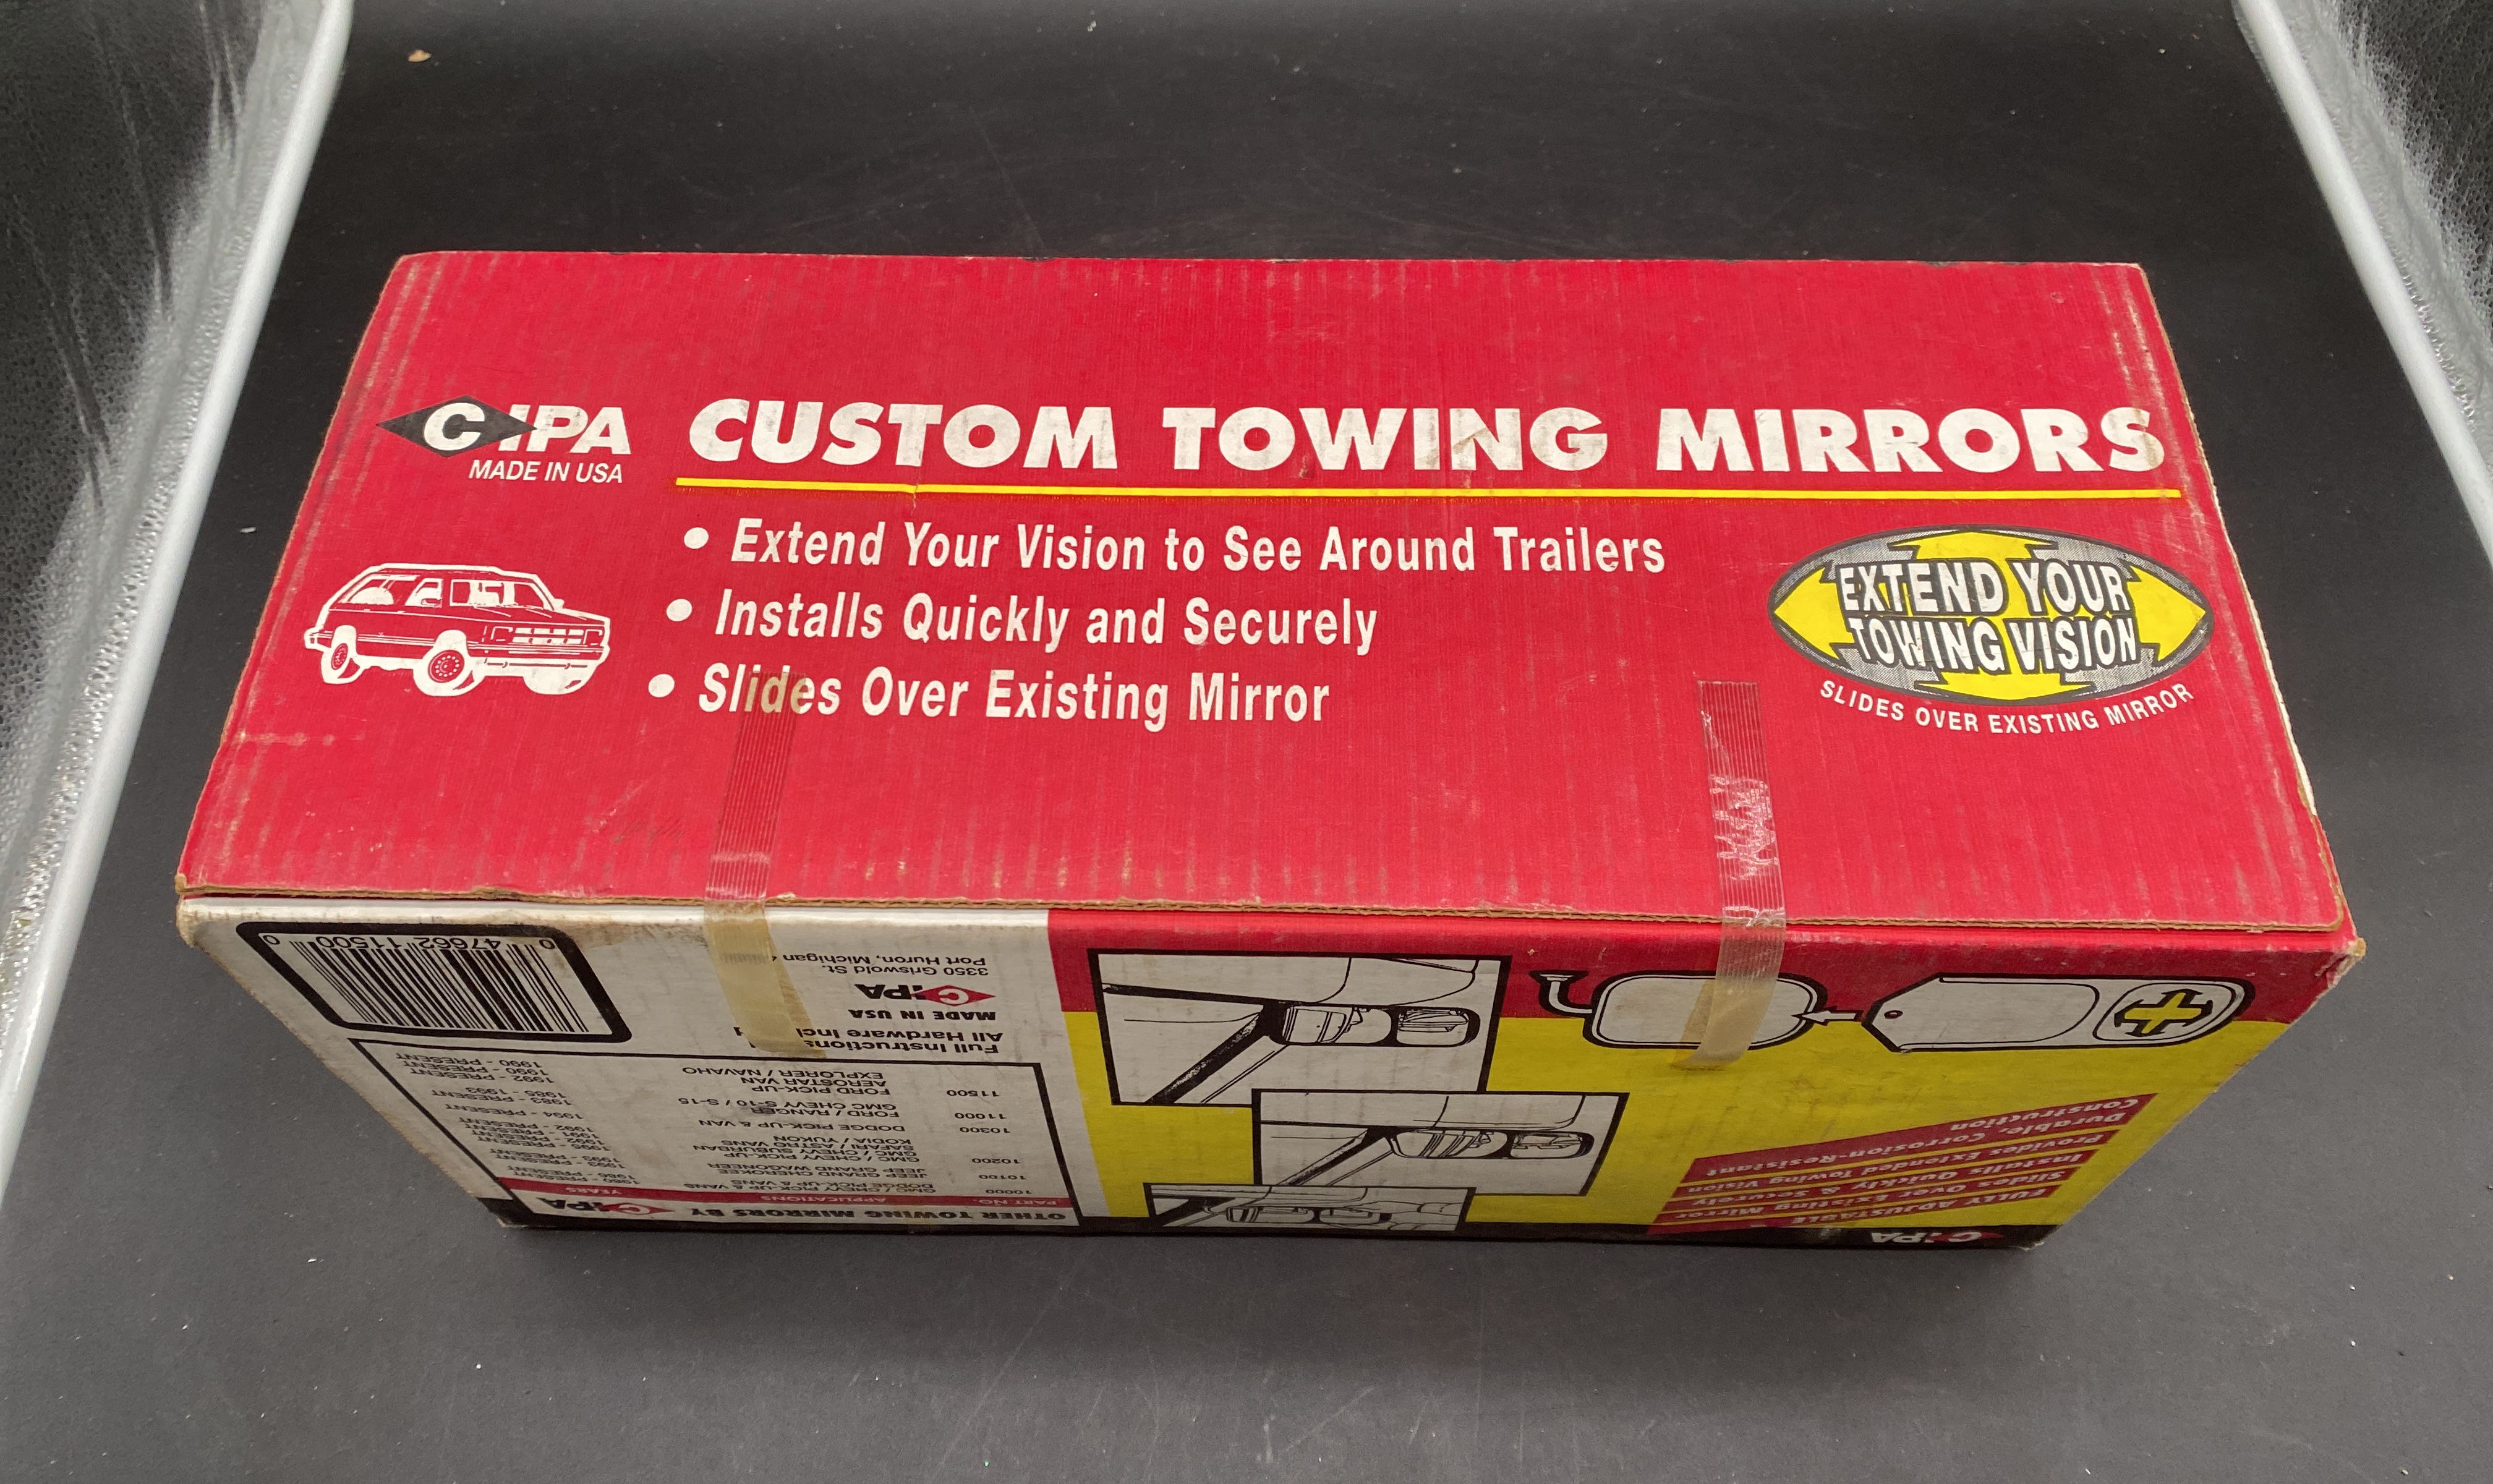 CIPA
MADE IN USA
CUSTOM TOWING MIRRORS
• Extend Your Vision to See Around Trailers
• Installs Quickly and Securely
• Slides Over Existing Mirror
EXTEND YOUR
TOWING VISION
SLIDES OVER EXISTING MIRROR
CIPA
FULLY ADJUSTABLE
Slides Over Existing Mirror
Installs Quickly & Securely
Provides Extended Towing Vision
Durable, Corrosion-Resistant
Construction
OTHER TOWING MIRRORS BY CIPA
PART NO. APPLICATIONS YEARS
10000 GMC / CHEVY PICK-UP & VANS
DODGE PICK-UP & VANS
10100 JEEP GRAND CHEROKEE 1993 - PRESENT
JEEP GRAND WAGONEER
10200 GMC / CHEVY PICK-UP
GMC / CHEVY SUBURBAN
SAFARI / ASTRO VANS
KODIA / YUKON 1992 - PRESENT
10300 DODGE PICK-UP & VAN 1994 - PRESENT
11000 FORD / RANGER 1983 - PRESENT
GMC CHEVY S-10 / S-15
11500 FORD PICK-UP 1992 - PRESENT
AEROSTAR VAN 1990 - PRESENT
EXPLORER / NAVAHO 1990 - PRESENT
Full Instructions
All Hardware
MADE IN USA
CIPA
3350 Griswold St.
Port Huron, Michigan
0 47662 11500 0